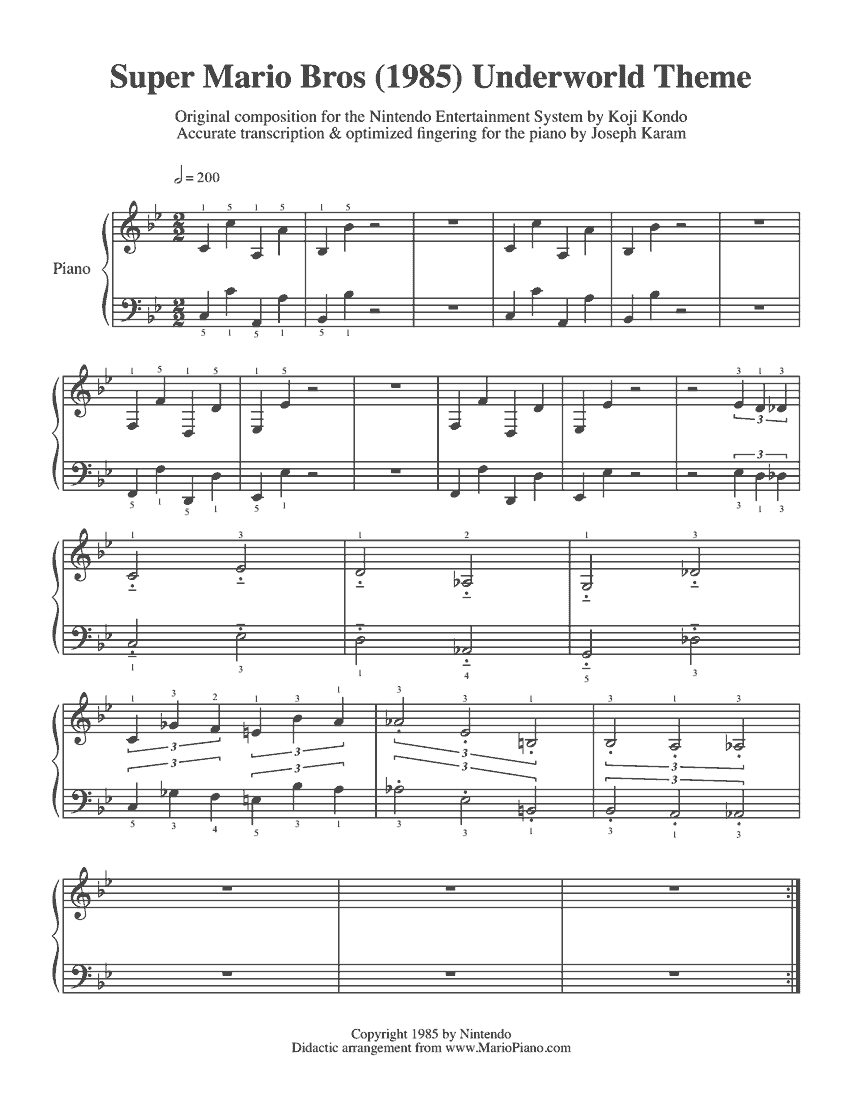 Super Mario Bros (1985) Underworld Theme
Original composition for the Nintendo Entertainment System by Koji Kondo
Accurate transcription & optimized fingering for the piano by Joseph Karam
𝅗𝅥 = 200
1 5 1 5 1 5
2 2
Piano
2 2
5 1 5 1 5 1
1 5 1 5 1 5 3 1 3
3
3
5 1 5 1 5 1 3 1 3
1 3 1 2 1 3
1 3 1 4 5 3
1 3 2 1 3 1 3 3 1 3 1 3
3 3 3 3
3 3 3 3
5 3 4 5 3 1 3 3 1 3 1 3
Copyright 1985 by Nintendo
Didactic arrangement from www.MarioPiano.com